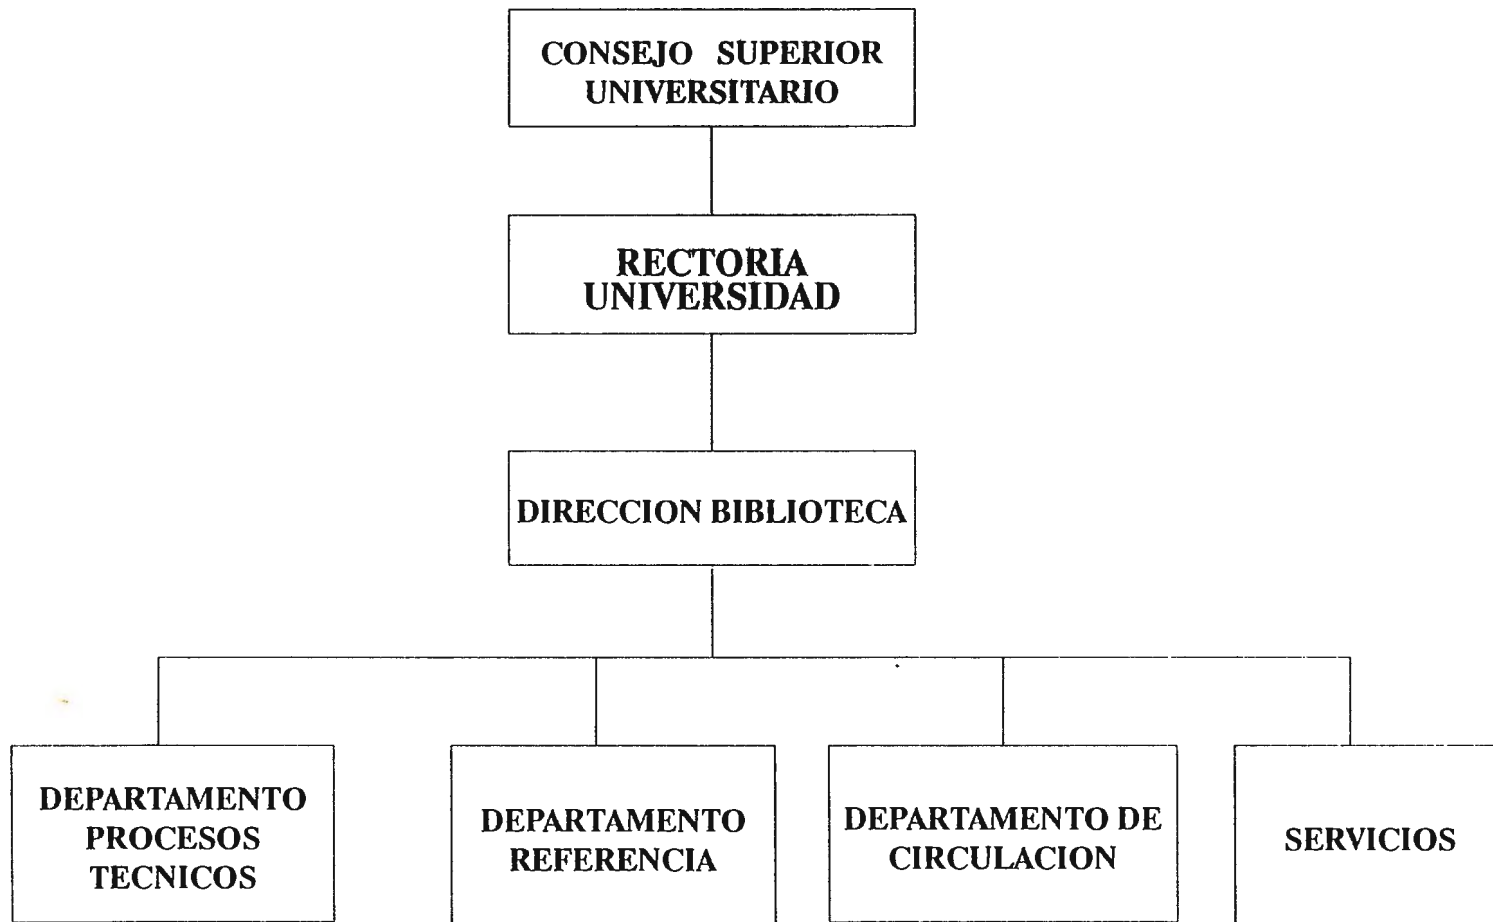 CONSEJO SUPERIOR
UNIVERSITARIO
RECTORIA
UNIVERSIDAD
DIRECCION BIBLIOTECA
DEPARTAMENTO
PROCESOS
TECNICOS
DEPARTAMENTO
REFERENCIA
DEPARTAMENTO DE
CIRCULACION
SERVICIOS